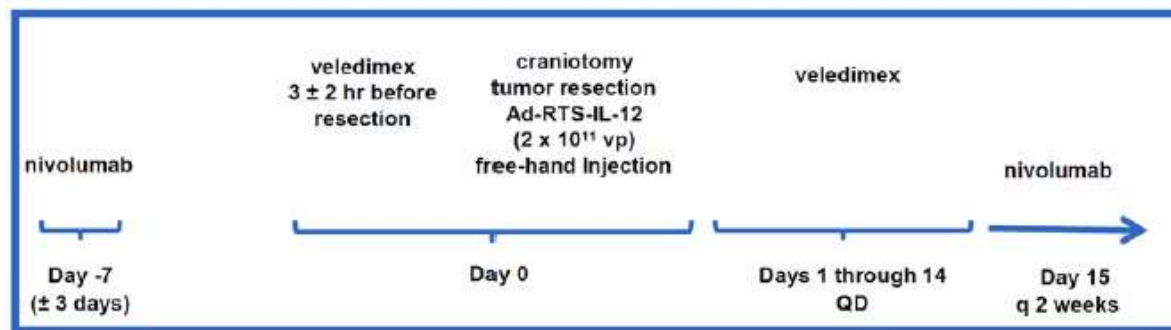 nivolumab
Day -7
(± 3 days)
veledimex
3 ± 2 hr before
resection
craniotomy
tumor resection
Ad-RTS-IL-12
(2 x 10¹¹ vp)
free-hand Injection
Day 0
veledimex
Days 1 through 14
QD
nivolumab
Day 15
q 2 weeks